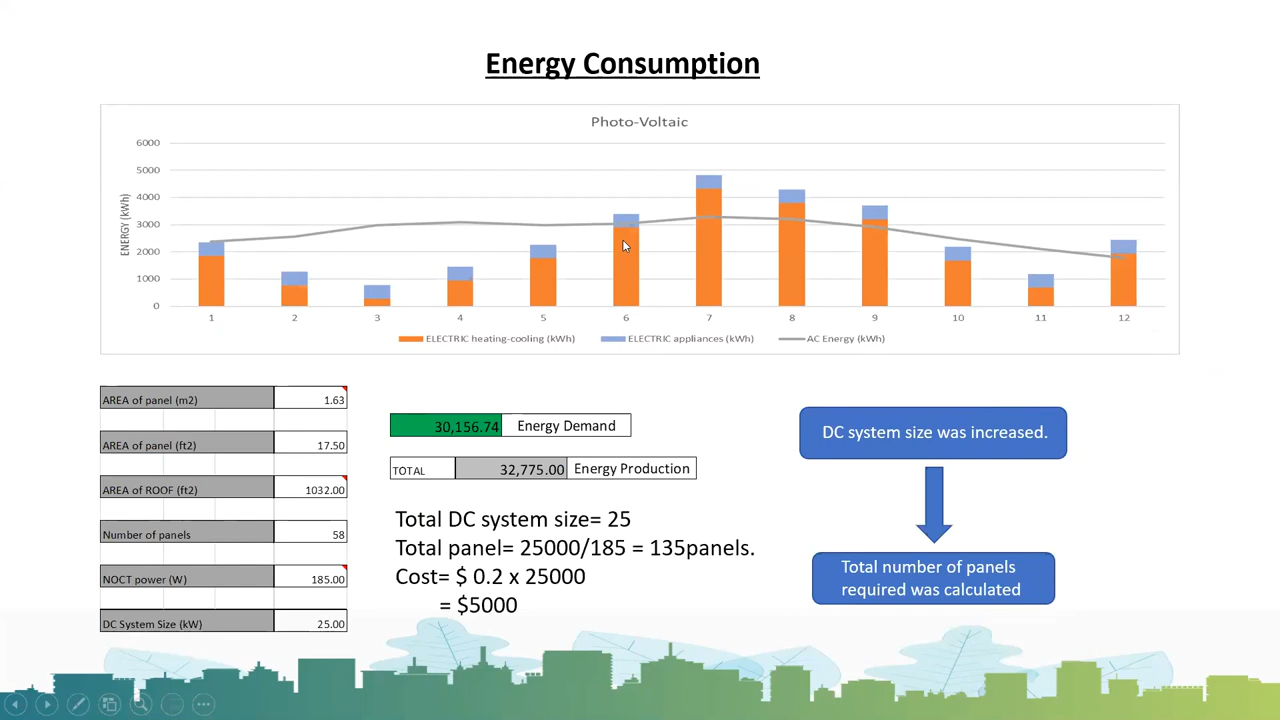 Energy Consumption
Photo-Voltaic
6000
5000
4000
3000
2000
1000
0
ENERGY (kWh)
1 2 3 4 5 6 7 8 9 10 11 12
ELECTRIC heating-cooling (kWh) ELECTRIC appliances (kWh) AC Energy (kWh)
AREA of panel (m2) 1.63
AREA of panel (ft2) 17.50
AREA of ROOF (ft2) 1032.00
Number of panels 58
NOCT power (W) 185.00
DC System Size (kW) 25.00
30,156.74 Energy Demand
TOTAL 32,775.00 Energy Production
Total DC system size= 25
Total panel= 25000/185 = 135panels.
Cost= $ 0.2 x 25000
= $5000
DC system size was increased.
Total number of panels
required was calculated